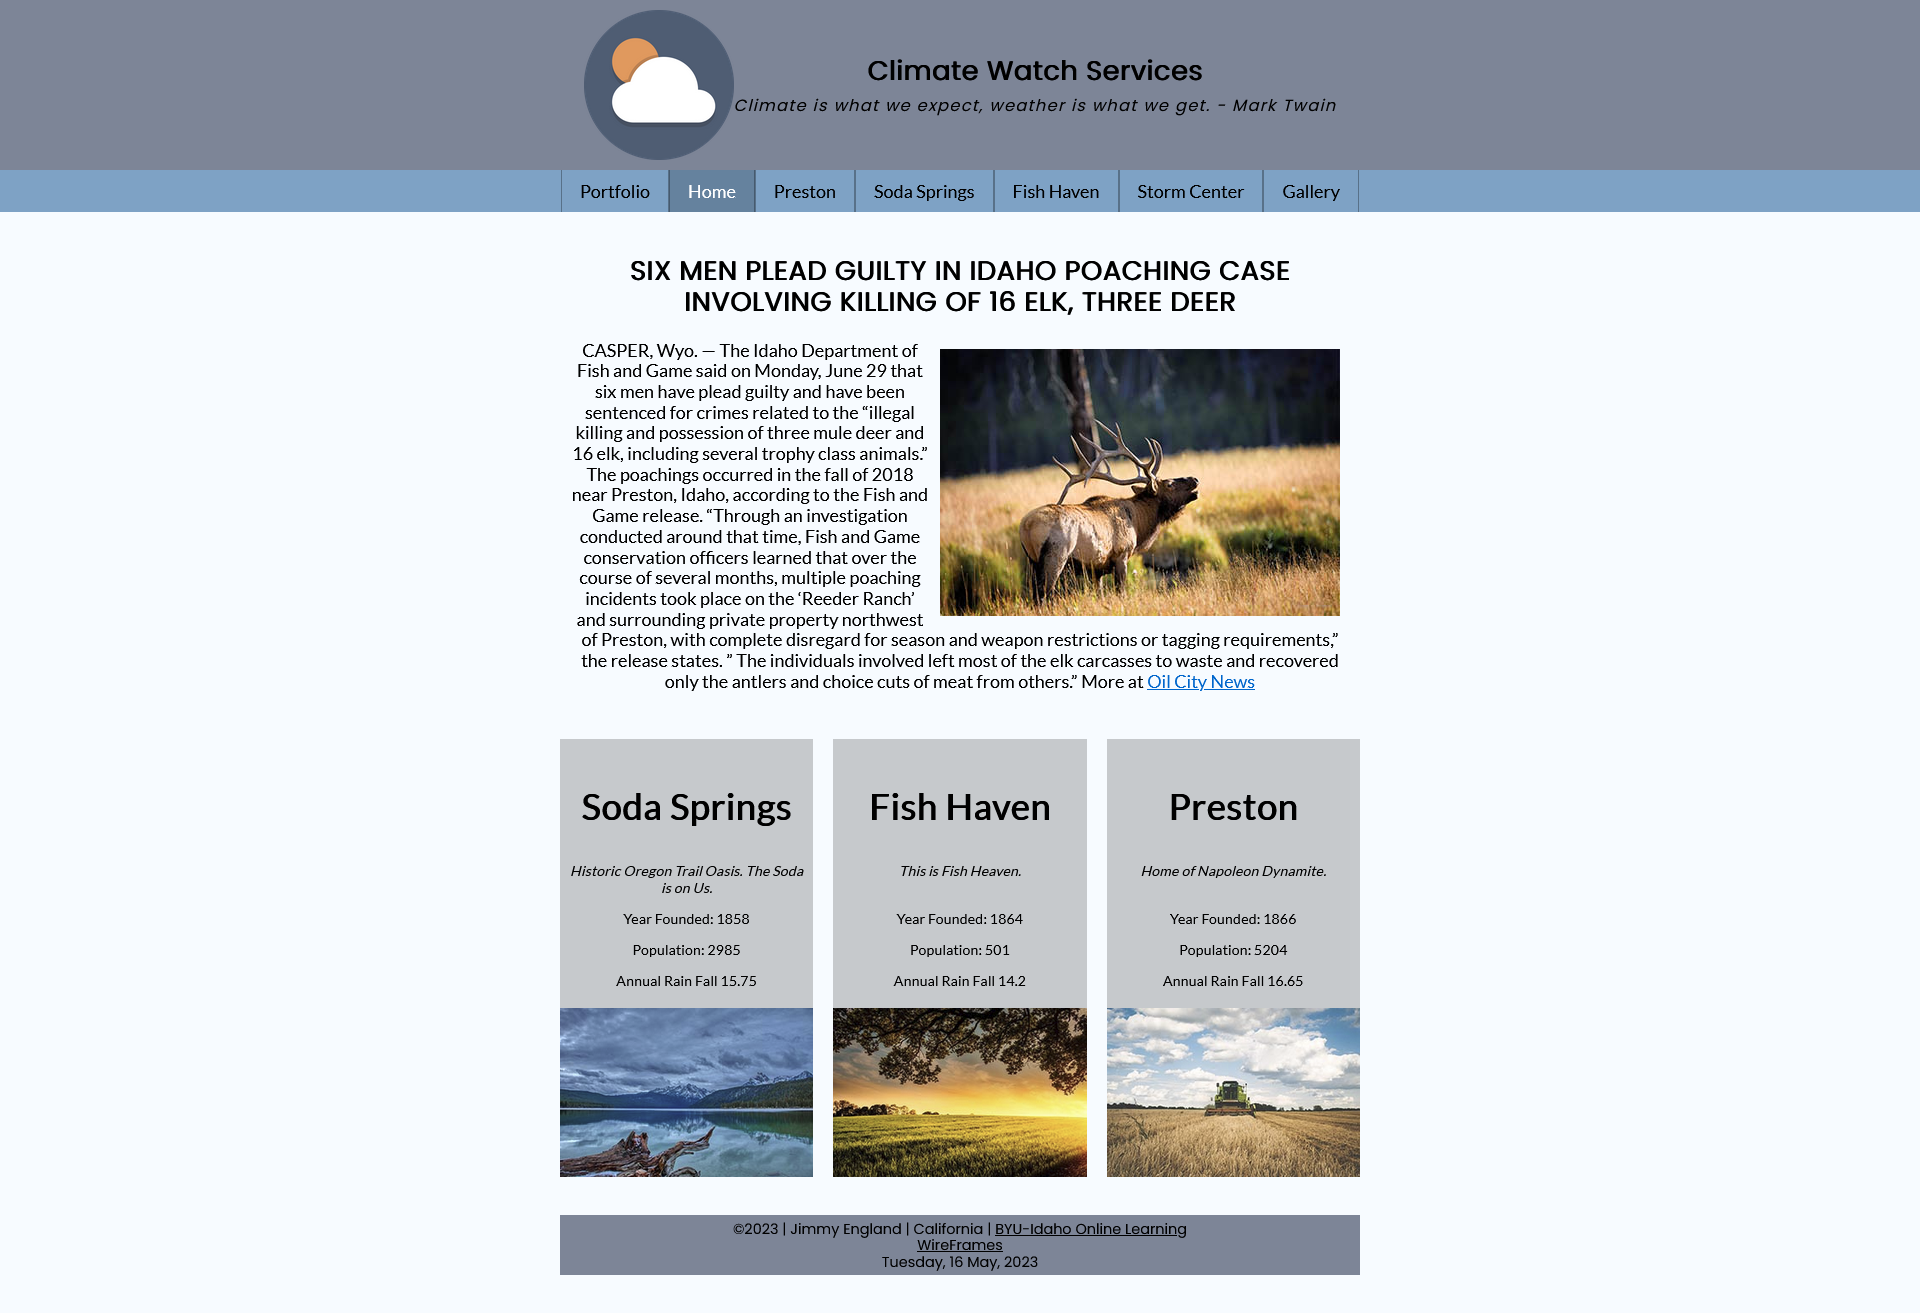 Climate Watch Services
Climate is what we expect, weather is what we get. - Mark Twain
Portfolio
Home
Preston
Soda Springs
Fish Haven
Storm Center
Gallery
SIX MEN PLEAD GUILTY IN IDAHO POACHING CASE
INVOLVING KILLING OF 16 ELK, THREE DEER
CASPER, Wyo. — The Idaho Department of
Fish and Game said on Monday, June 29 that
six men have plead guilty and have been
sentenced for crimes related to the “illegal
killing and possession of three mule deer and
16 elk, including several trophy class animals.”
The poachings occurred in the fall of 2018
near Preston, Idaho, according to the Fish and
Game release. “Through an investigation
conducted around that time, Fish and Game
conservation officers learned that over the
course of several months, multiple poaching
incidents took place on the ‘Reeder Ranch’
and surrounding private property northwest
of Preston, with complete disregard for season and weapon restrictions or tagging requirements,”
the release states. ” The individuals involved left most of the elk carcasses to waste and recovered
only the antlers and choice cuts of meat from others.” More at Oil City News
Soda Springs
Historic Oregon Trail Oasis. The Soda
is on Us.
Year Founded: 1858
Population: 2985
Annual Rain Fall 15.75
Fish Haven
This is Fish Heaven.
Year Founded: 1864
Population: 501
Annual Rain Fall 14.2
Preston
Home of Napoleon Dynamite.
Year Founded: 1866
Population: 5204
Annual Rain Fall 16.65
©2023 | Jimmy England | California | BYU-Idaho Online Learning
WireFrames
Tuesday, 16 May, 2023